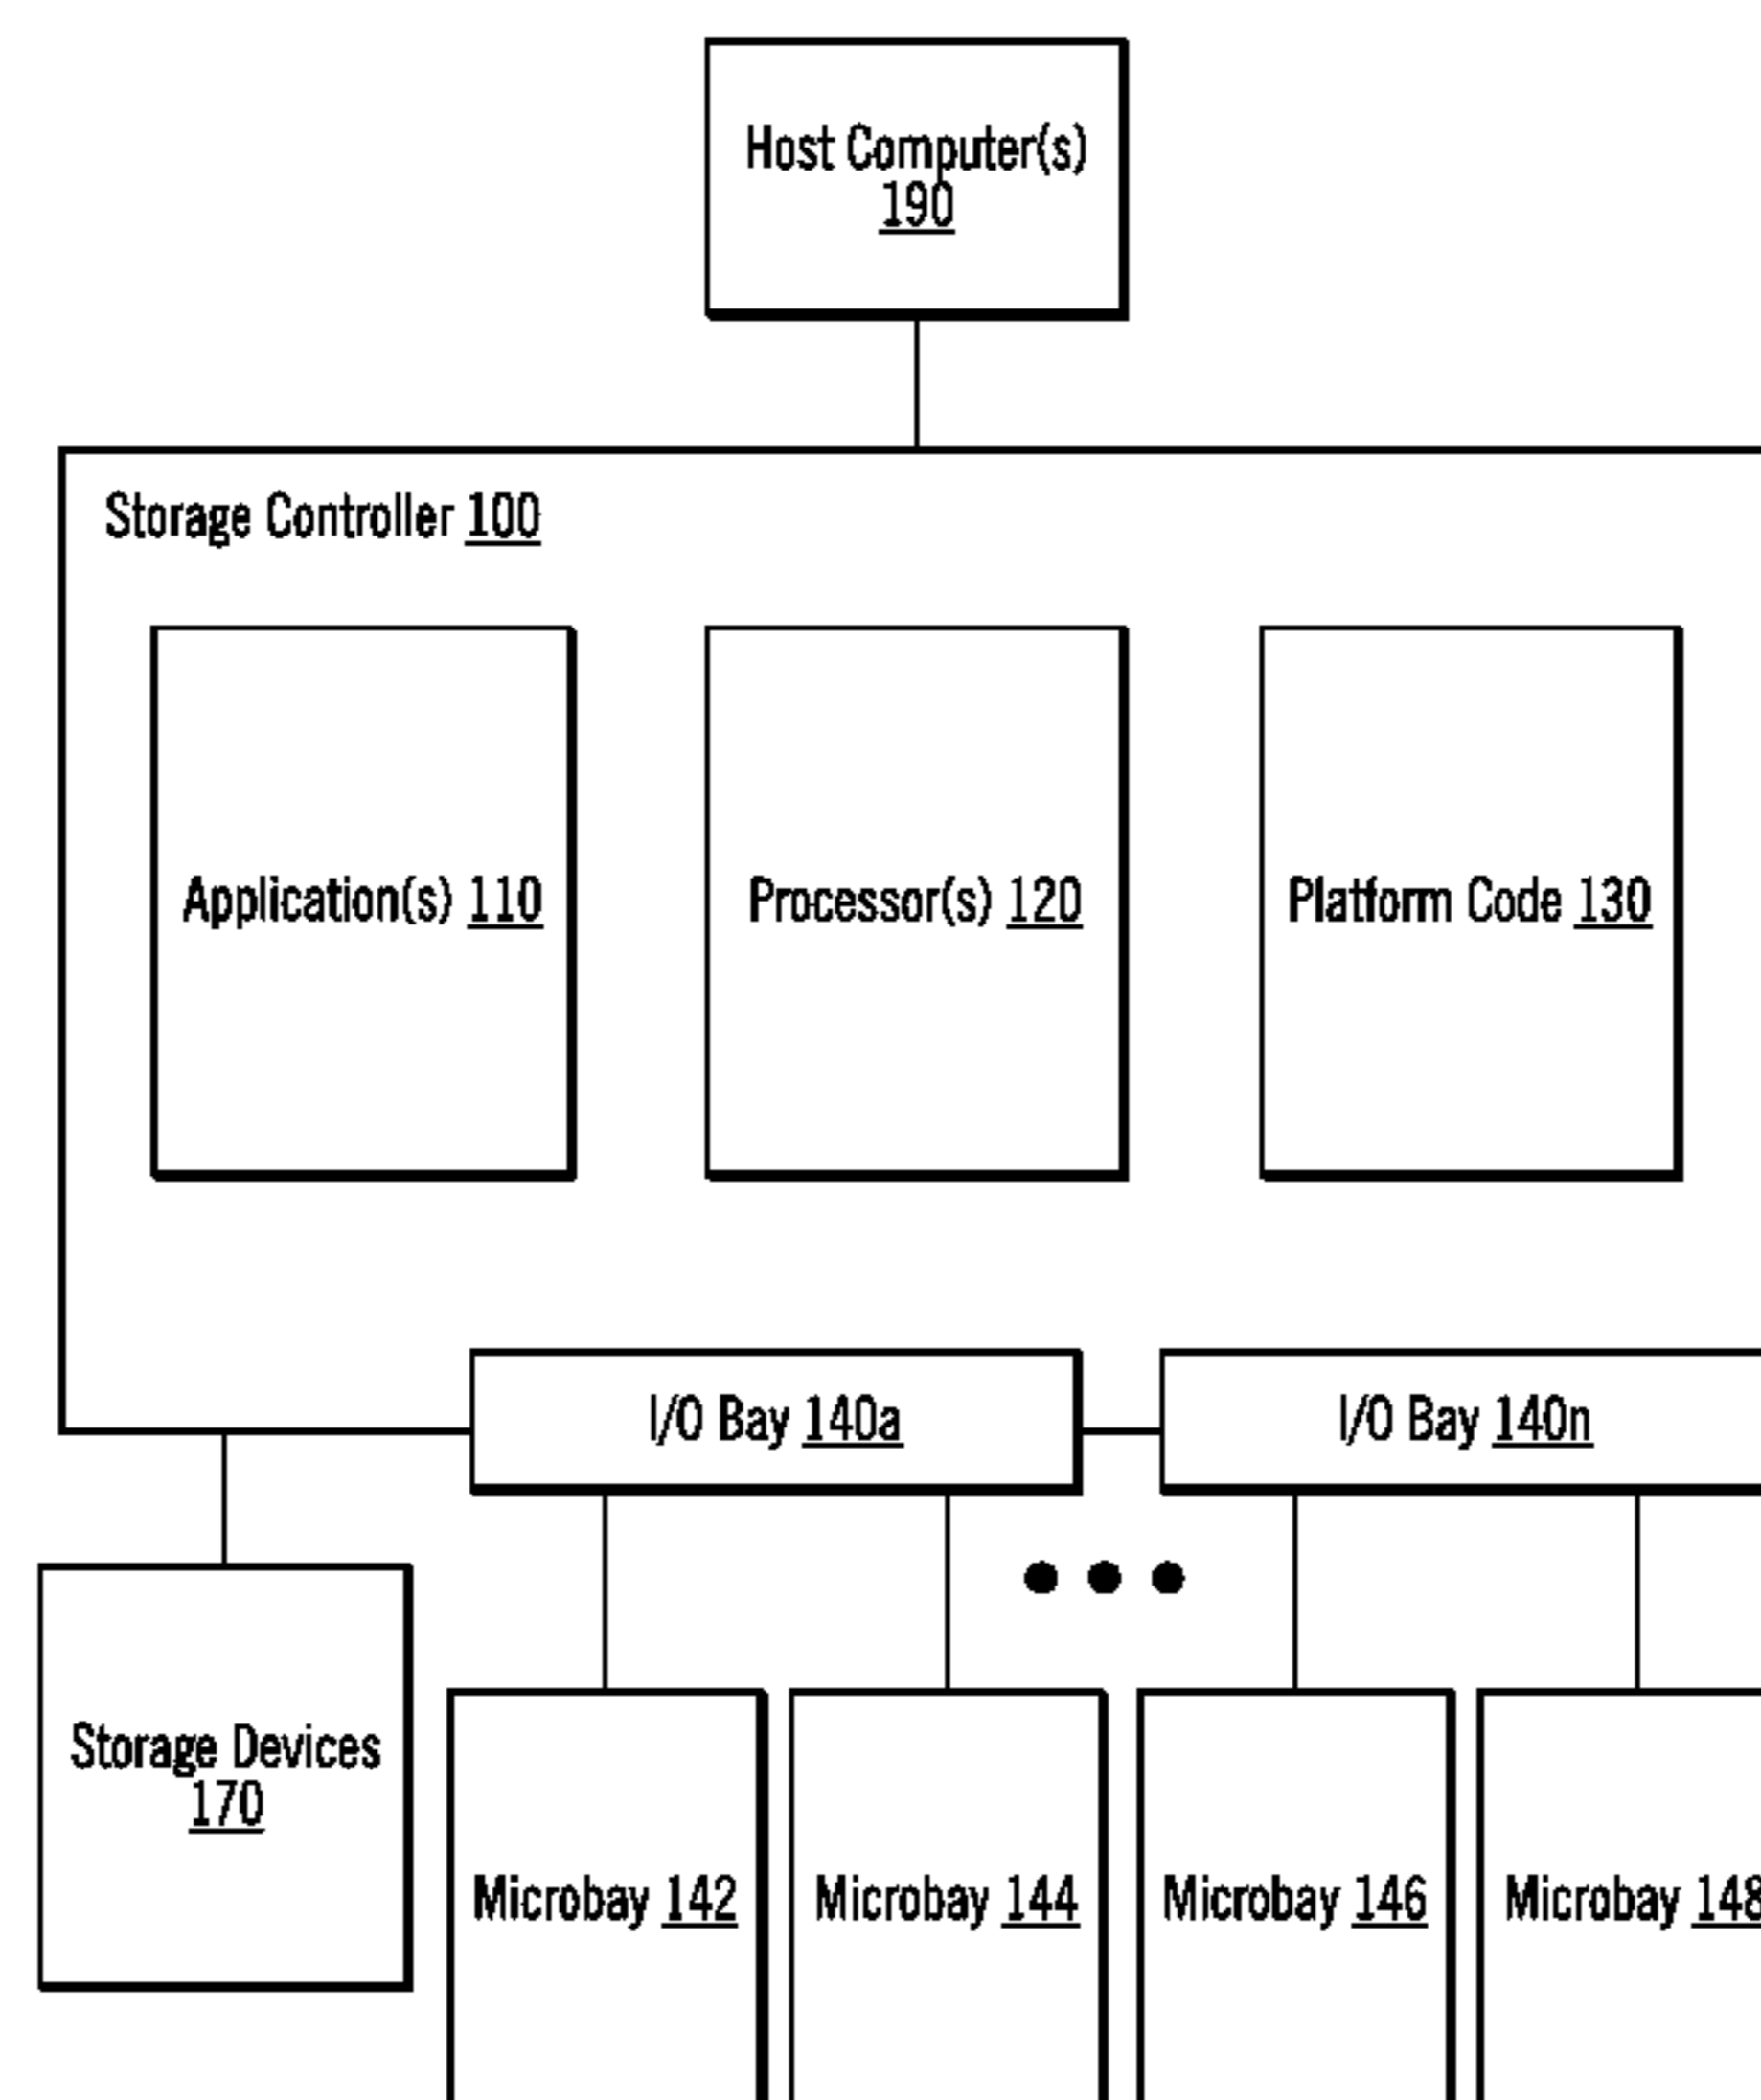 Host Computer(s)
190
Storage Controller 100
Application(s) 110
Processor(s) 120
Platform Code 130
I/O Bay 140a
I/O Bay 140n
Storage Devices
170
Microbay 142
Microbay 144
Microbay 146
Microbay 148